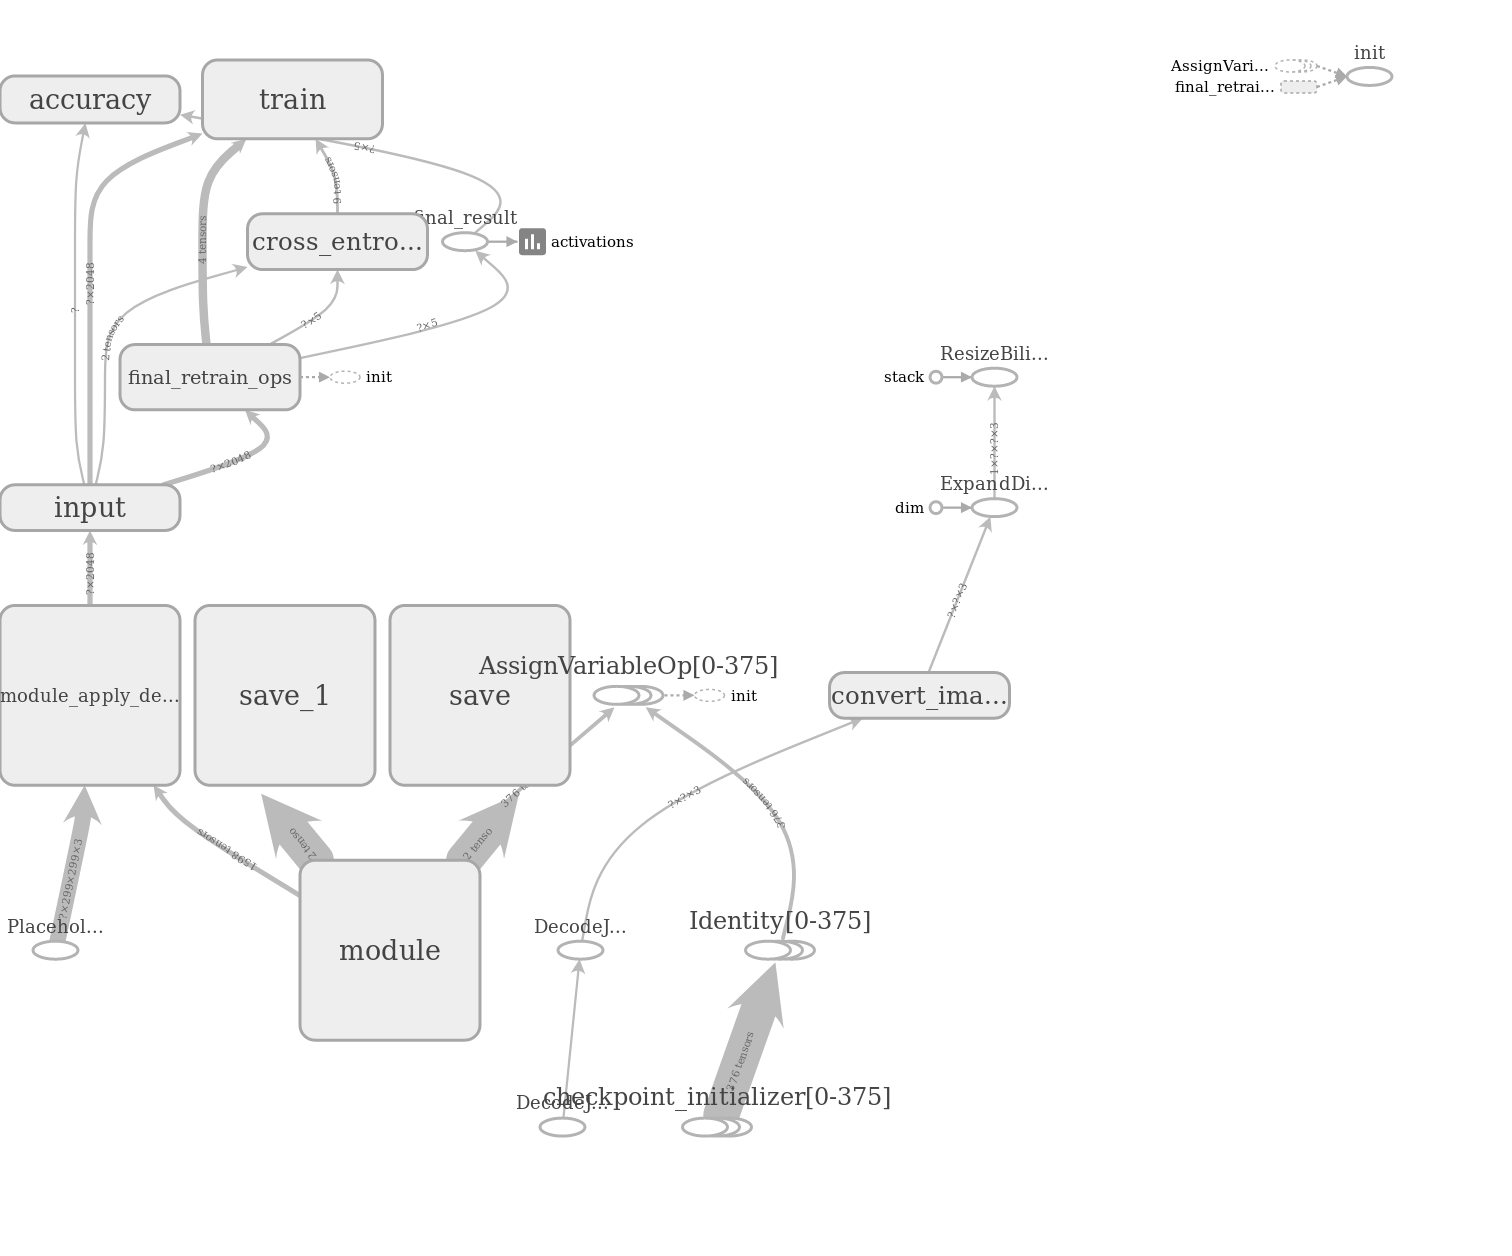 init
AssignVari...
final_retrai...
accuracy
train
?×5
6 tensors
final_result
4 tensors
cross_entro...
activations
?×2048
?
2 tensors
?×5
?×5
ResizeBili...
final_retrain_ops
init
stack
1×?×?×3
?×2048
ExpandDi...
input
dim
?×2048
?×?×3
AssignVariableOp[0-375]
module_apply_de...
save_1
save
init
convert_ima...
376 t
?×?×3
376 tensors
1598 tensors
2 tenso
2 tenso
?×299×299×3
Placehol...
DecodeJ...
Identity[0-375]
module
376 tensors
DecodeJ...
checkpoint_initializer[0-375]